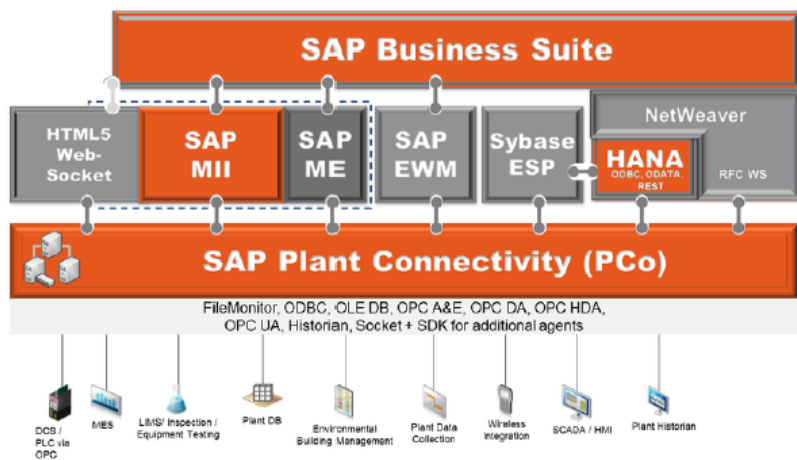 SAP Business Suite
HTML5
Web-
Socket
SAP
MII
SAP
ME
SAP
EWM
Sybase
ESP
NetWeaver
HANA
ODBC, ODATA,
REST
RFC WS
SAP Plant Connectivity (PCo)
FileMonitor, ODBC, OLE DB, OPC A&E, OPC DA, OPC HDA,
OPC UA, Historian, Socket + SDK for additional agents
DCS /
PLC via
OPC
MES
LIMS/ Inspection /
Equipment Testing
Plant DB
Environmental
Building Management
Plant Data
Collection
Wireless
Integration
SCADA / HMI
Plant Historian